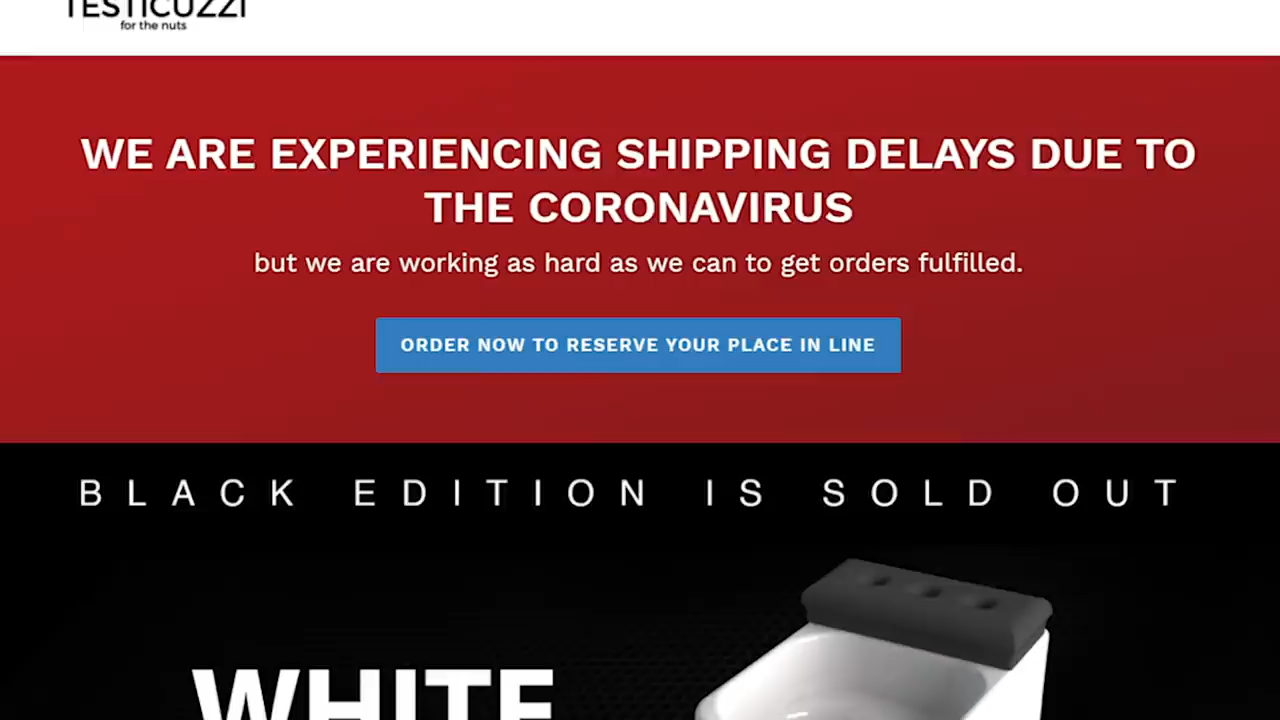 TESTICUZZI
for the nuts
WE ARE EXPERIENCING SHIPPING DELAYS DUE TO
THE CORONAVIRUS
but we are working as hard as we can to get orders fulfilled.
ORDER NOW TO RESERVE YOUR PLACE IN LINE
BLACK EDITION IS SOLD OUT
WHITE